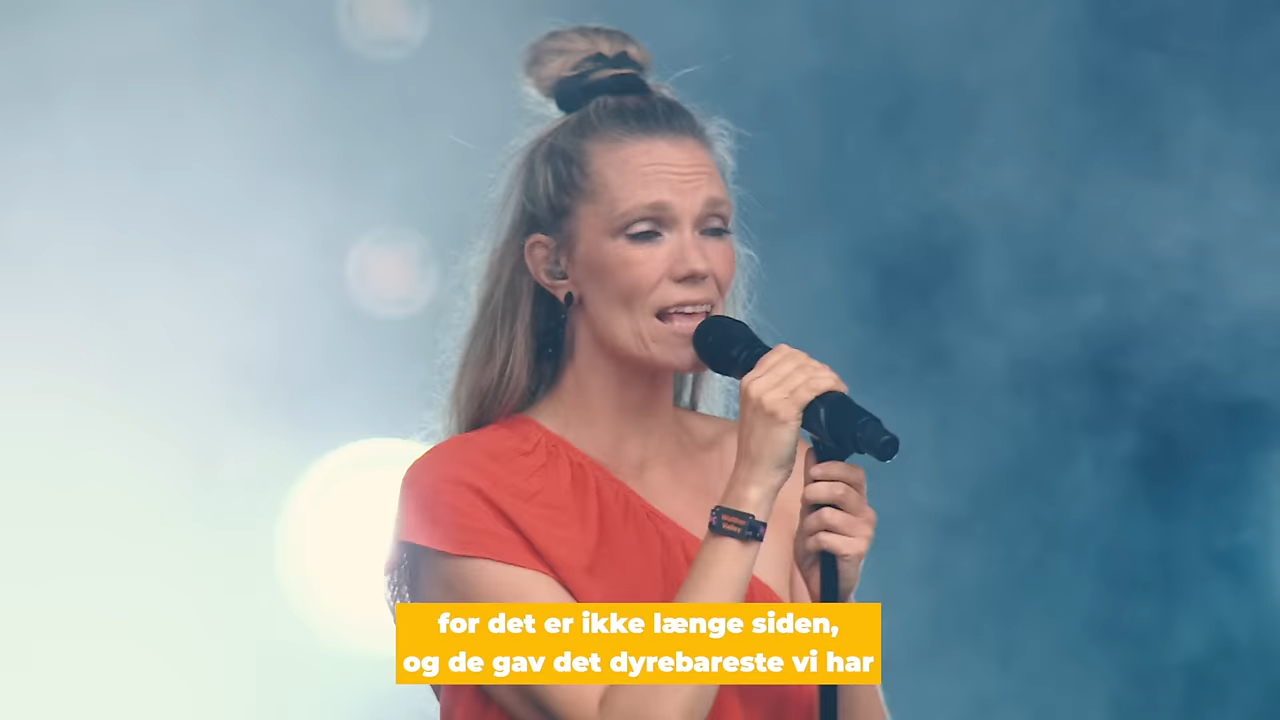 for det er ikke længe siden,
og de gav det dyrebareste vi har